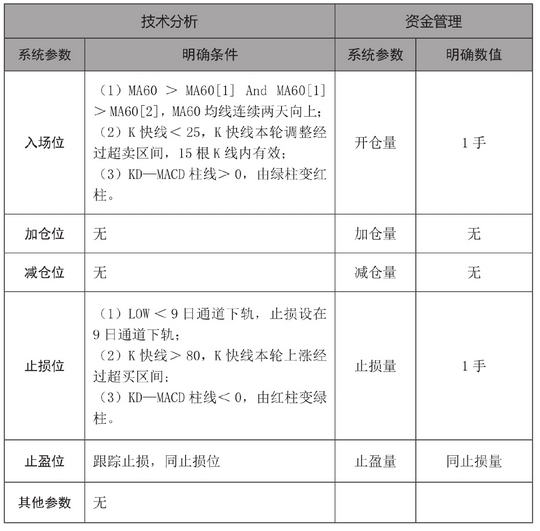 技术分析 资金管理
系统参数 明确条件 系统参数 明确数值
入场位
（1）MA60 > MA60[1] And MA60[1]
> MA60[2]，MA60 均线连续两天向上；
（2）K 快线＜ 25，K 快线本轮调整经
过超卖区间，15 根 K 线内有效；
（3）KD—MACD 柱线＞ 0，由绿柱变红
柱。
开仓量 1 手
加仓位 无 加仓量 无
减仓位 无 减仓量 无
止损位
（1）LOW ＜ 9 日通道下轨，止损设在
9 日通道下轨；
（2）K 快线＞ 80，K 快线本轮上涨经
过超买区间；
（3）KD—MACD 柱线＜ 0，由红柱变绿
柱。
止损量 1 手
止盈位 跟踪止损，同止损位 止盈量 同止损量
其他参数 无